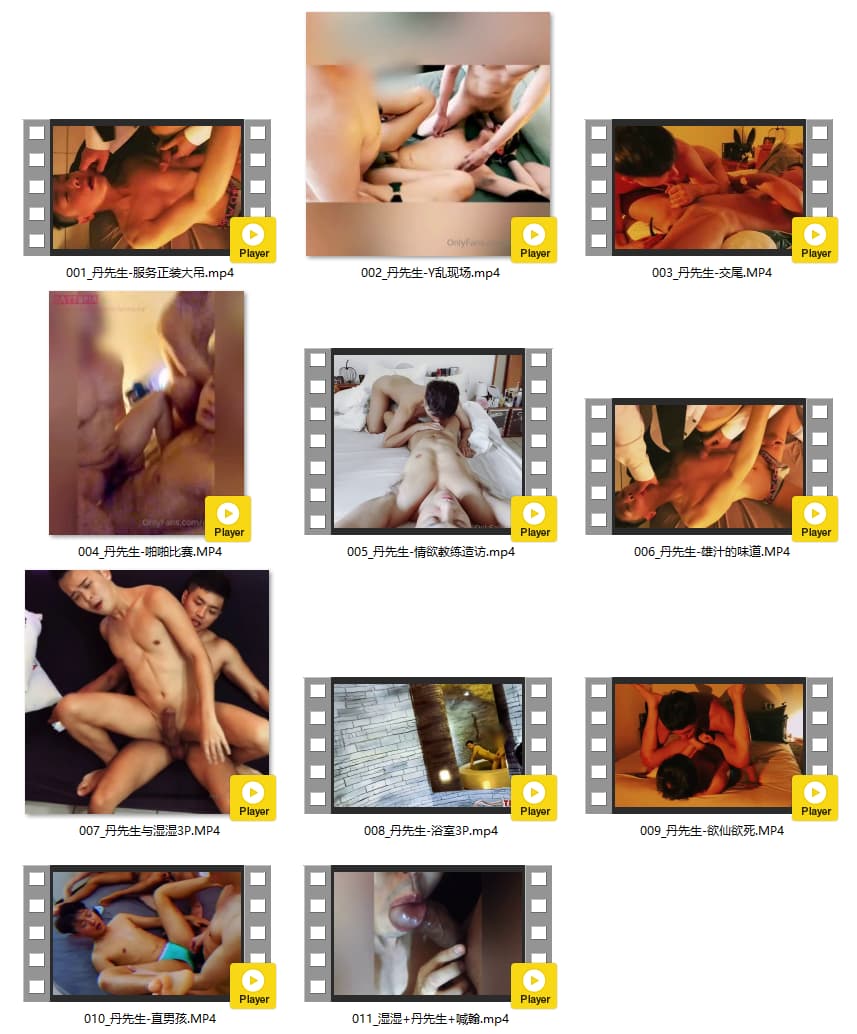 001_丹先生-服务正装大吊.mp4
Player
OnlyFans
002_丹先生-Y乱现场.mp4
Player
003_丹先生-交尾.MP4
Player
OnlyFans.com/
004_丹先生-啪啪比赛.MP4
Player
005_丹先生-情欲教练造访.mp4
Player
006_丹先生-雄汁的味道.MP4
Player
007_丹先生与湿湿3P.MP4
Player
008_丹先生-浴室3P.mp4
Player
009_丹先生-欲仙欲死.MP4
Player
010_丹先生-直男孩.MP4
Player
011_湿湿+丹先生+喊翰.mp4
Player